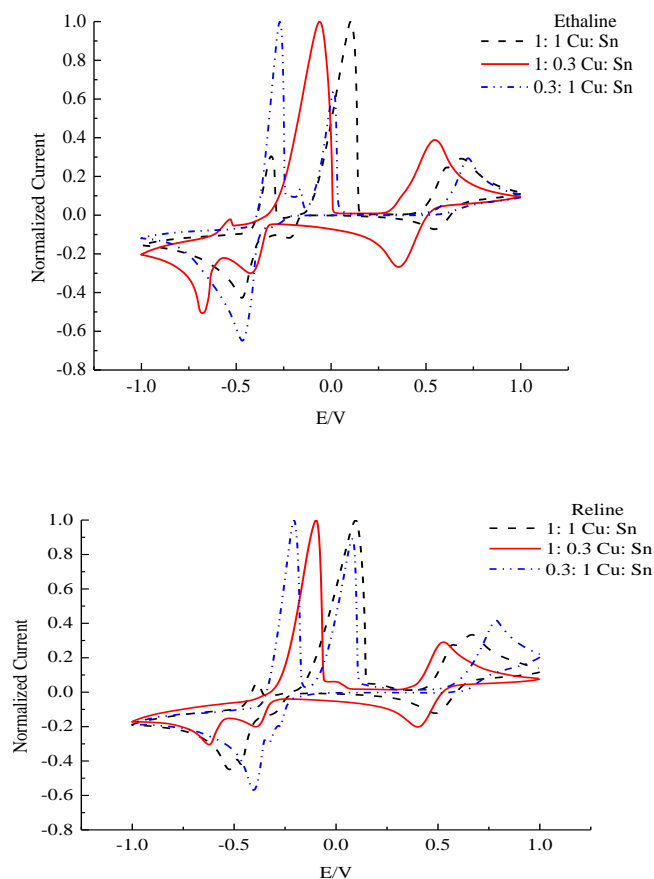 Ethaline
1: 1 Cu: Sn
1: 0.3 Cu: Sn
0.3: 1 Cu: Sn
Normalized Current
1.0
0.8
0.6
0.4
0.2
0.0
-0.2
-0.4
-0.6
-0.8
-1.0 -0.5 0.0 0.5 1.0
E/V
Reline
1: 1 Cu: Sn
1: 0.3 Cu: Sn
0.3: 1 Cu: Sn
Normalized Current
1.0
0.8
0.6
0.4
0.2
0.0
-0.2
-0.4
-0.6
-0.8
-1.0 -0.5 0.0 0.5 1.0
E/V